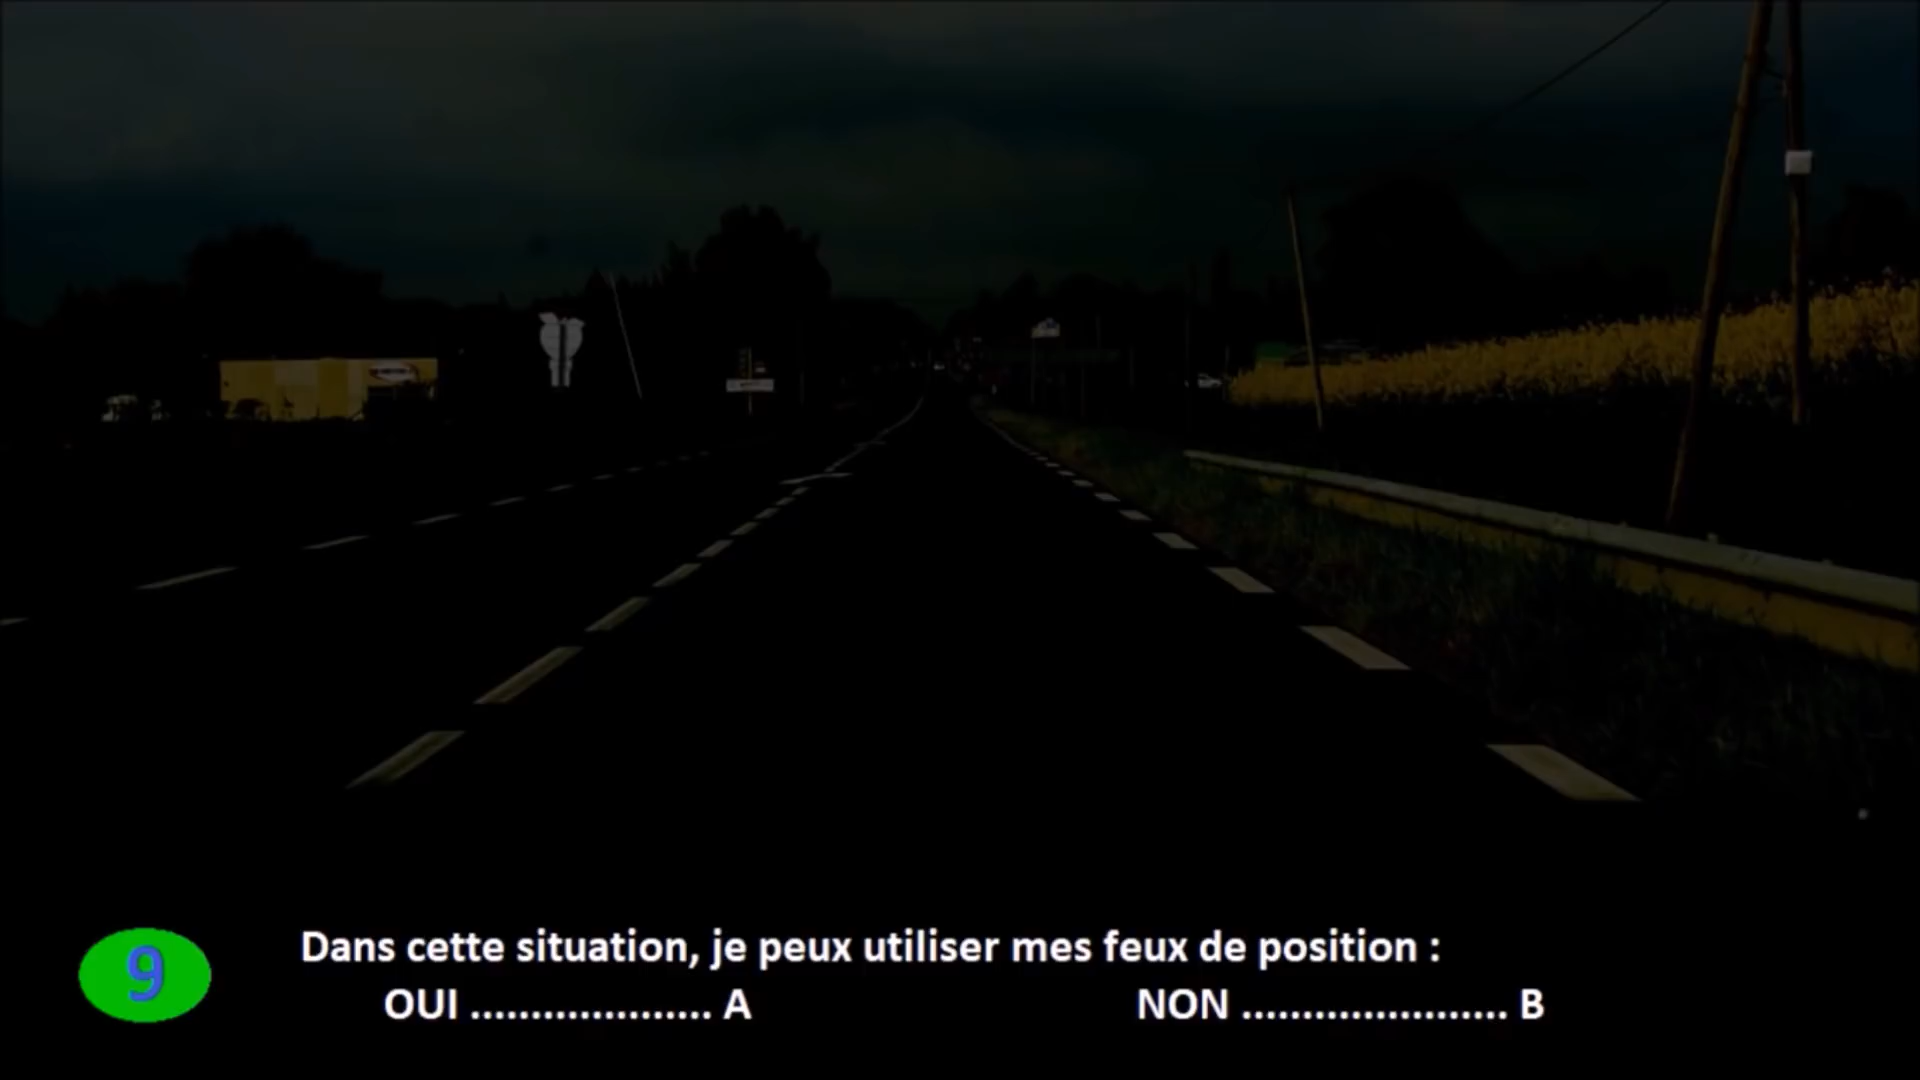 9
Dans cette situation, je peux utiliser mes feux de position :
OUI .................... A
NON ...................... B